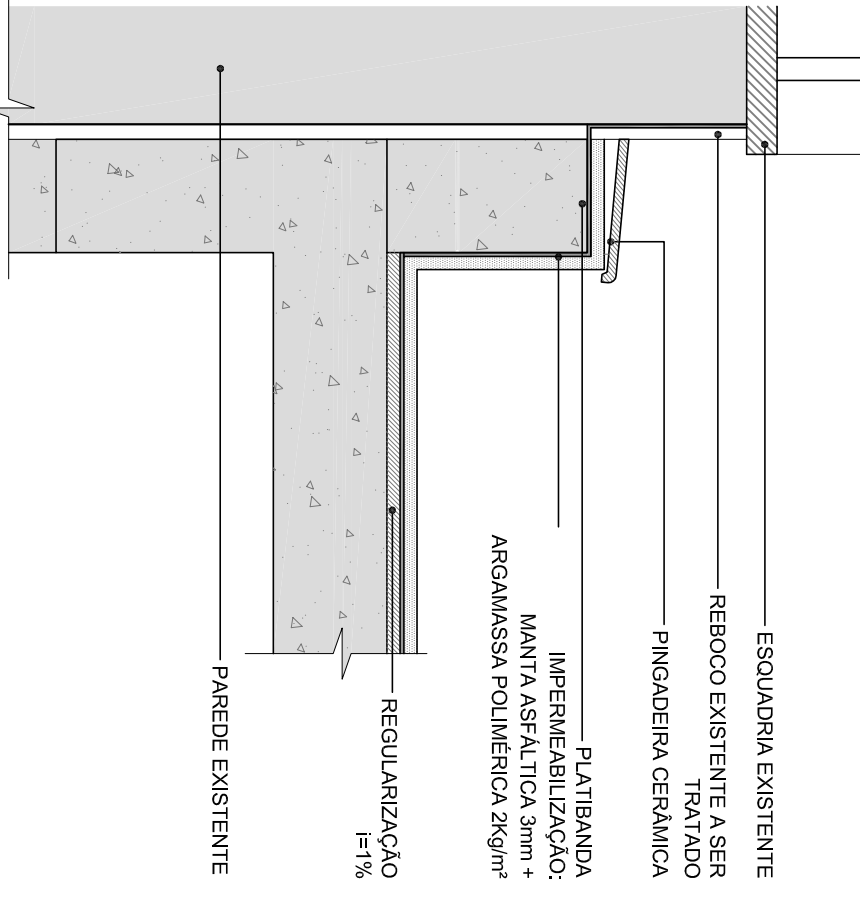 ESQUADRIA EXISTENTE
REBOCO EXISTENTE A SER
TRATADO
PINGADEIRA CERÂMICA
PLATIBANDA
IMPERMEABILIZAÇÃO:
MANTA ASFÁLTICA 3mm +
ARGAMASSA POLIMÉRICA 2Kg/m²
REGULARIZAÇÃO
i=1%
PAREDE EXISTENTE